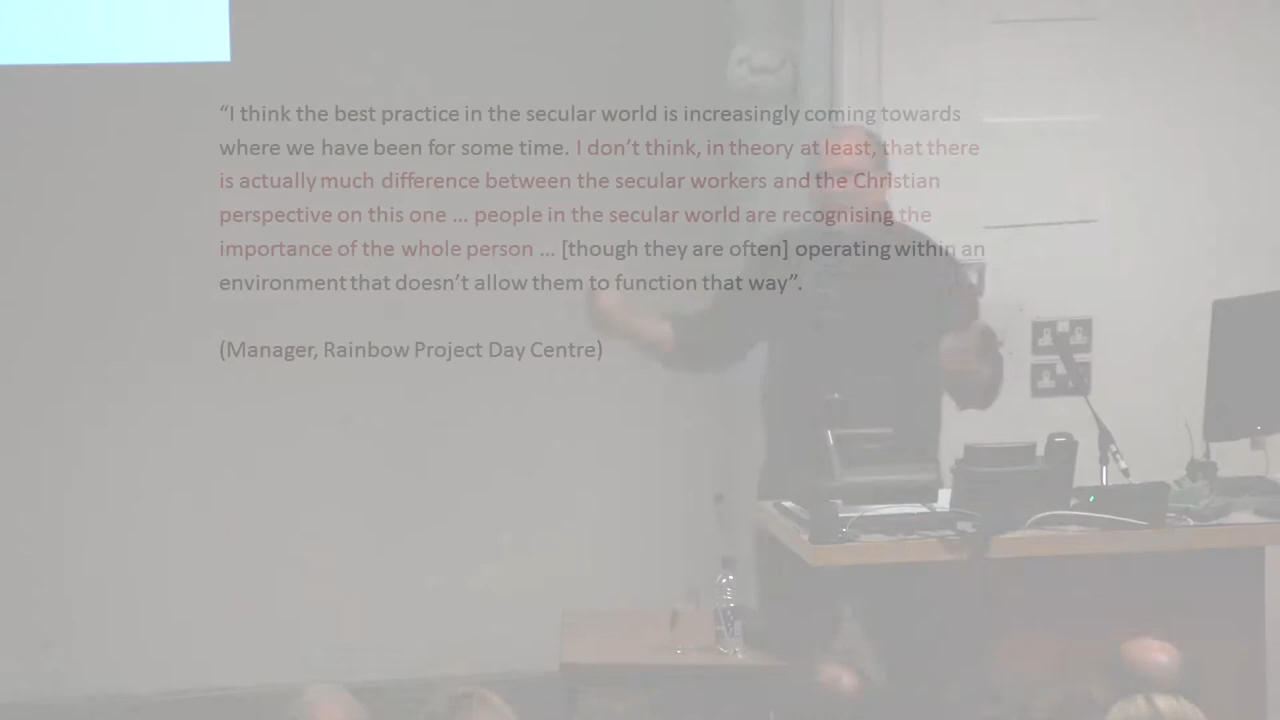 “I think the best practice in the secular world is increasingly coming towards
where we have been for some time. I don’t think, in theory at least, that there
is actually much difference between the secular workers and the Christian
perspective on this one … people in the secular world are recognising the
importance of the whole person … [though they are often] operating within an
environment that doesn’t allow them to function that way”.
(Manager, Rainbow Project Day Centre)